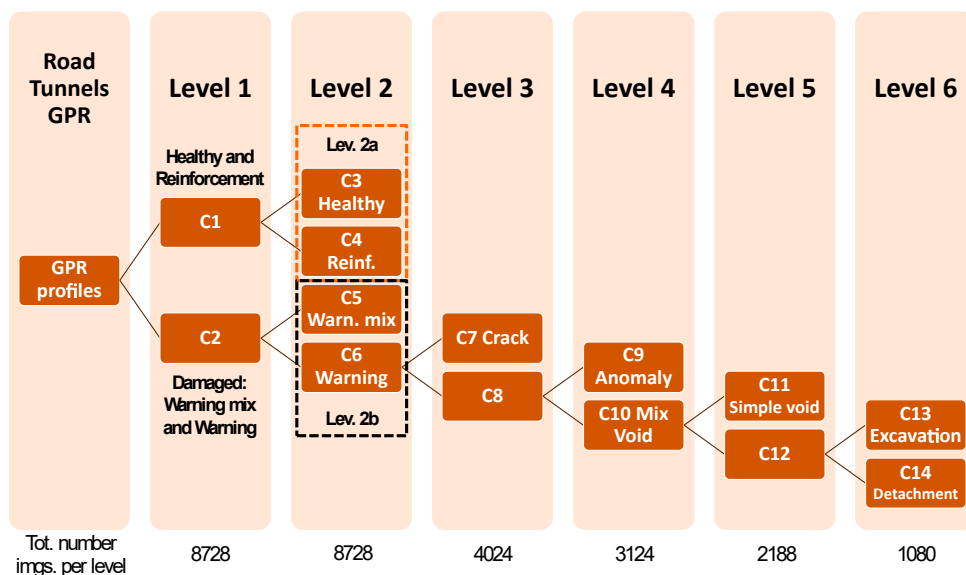 Road
Tunnels
GPR
Level 1
Level 2
Level 3
Level 4
Level 5
Level 6
Lev. 2a
Healthy and
Reinforcement
C3
Healthy
C1
C4
Reinf.
GPR
profiles
C5
Warn. mix
C2
C6
Warning
C7 Crack
C9
Anomaly
C8
C11
Simple void
Damaged:
Warning mix
and Warning
Lev. 2b
C10 Mix
Void
C13
Excavation
C12
C14
Detachment
Tot. number
imgs. per level
8728
8728
4024
3124
2188
1080